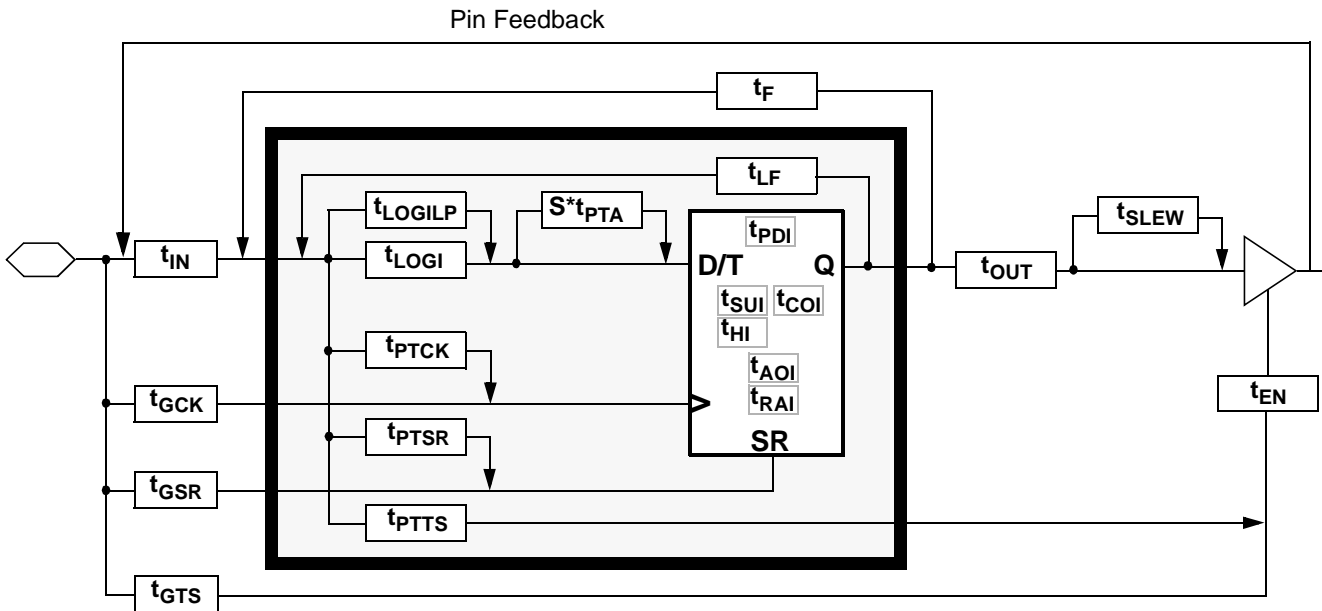 Pin Feedback
tF
tLF
tLOGILP
S*tPTA
tSLEW
tPDI
tIN
tLOGI
D/T
Q
tOUT
tSUI
tCOI
tHI
tPTCK
tAOI
tRAI
tEN
tGCK
>
tPTSR
SR
tGSR
tPTTS
tGTS